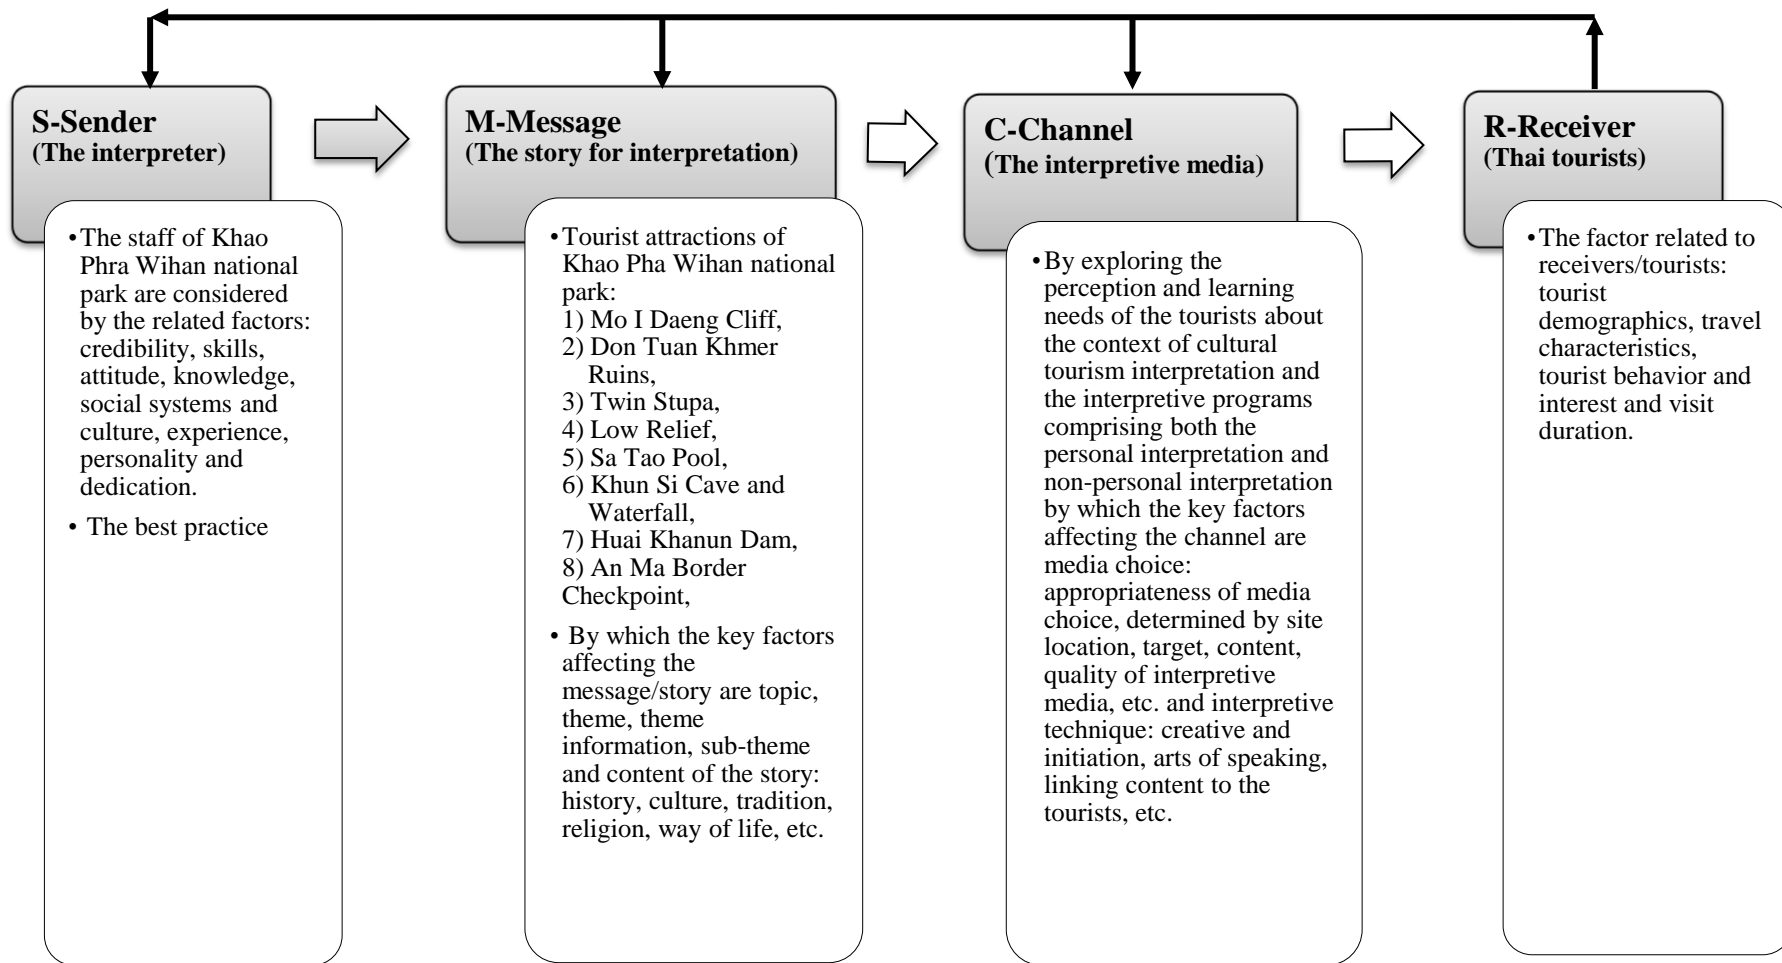 S-Sender
(The interpreter)
•The staff of Khao
Phra Wihan national
park are considered
by the related factors:
credibility, skills,
attitude, knowledge,
social systems and
culture, experience,
personality and
dedication.
• The best practice
M-Message
(The story for interpretation)
•Tourist attractions of
Khao Pha Wihan national
park:
1) Mo I Daeng Cliff,
2) Don Tuan Khmer
Ruins,
3) Twin Stupa,
4) Low Relief,
5) Sa Tao Pool,
6) Khun Si Cave and
Waterfall,
7) Huai Khanun Dam,
8) An Ma Border
Checkpoint,
• By which the key factors
affecting the
message/story are topic,
theme, theme
information, sub-theme
and content of the story:
history, culture, tradition,
religion, way of life, etc.
C-Channel
(The interpretive media)
•By exploring the
perception and learning
needs of the tourists about
the context of cultural
tourism interpretation and
the interpretive programs
comprising both the
personal interpretation and
non-personal interpretation
by which the key factors
affecting the channel are
media choice:
appropriateness of media
choice, determined by site
location, target, content,
quality of interpretive
media, etc. and interpretive
technique: creative and
initiation, arts of speaking,
linking content to the
tourists, etc.
R-Receiver
(Thai tourists)
•The factor related to
receivers/tourists:
tourist
demographics, travel
characteristics,
tourist behavior and
interest and visit
duration.